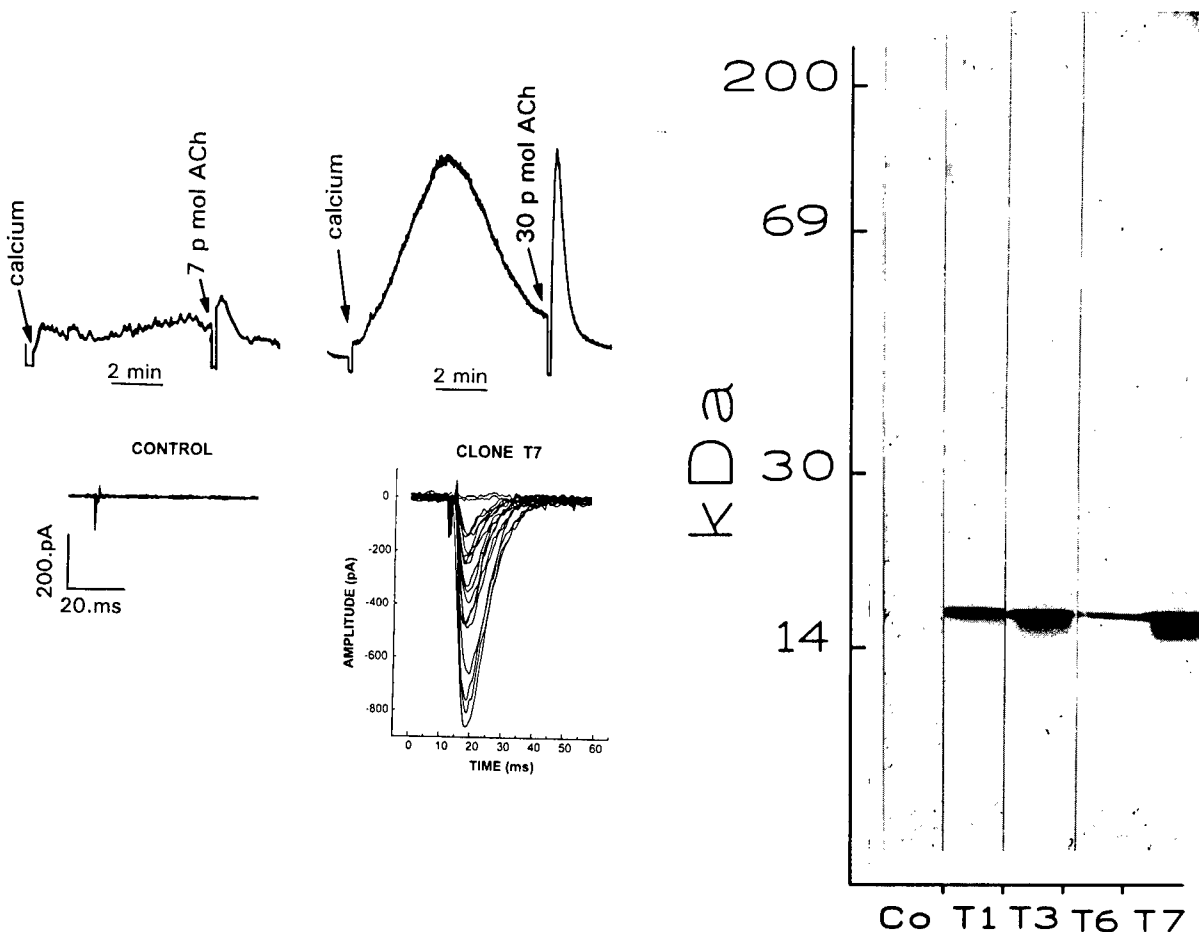 calcium
7 p mol ACh
2 min
calcium
30 p mol ACh
2 min
CONTROL
200.pA
20.ms
CLONE T7
AMPLITUDE (pA)
0
-200
-400
-600
-800
0 10 20 30 40 50 60
TIME (ms)
kDa
200
69
30
14
Co T1 T3 T6 T7